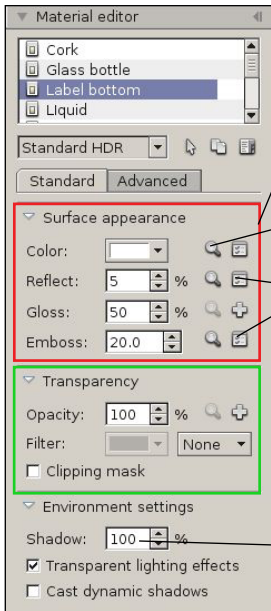 Material editor
Cork
Glass bottle
Label bottom
LIquid
Standard HDR
Standard Advanced
Surface appearance
Color:
Reflect: 5 %
Gloss: 50 %
Emboss: 20.0
Transparency
Opacity: 100 %
Filter: None
Clipping mask
Environment settings
Shadow: 100 %
Transparent lighting effects
Cast dynamic shadows